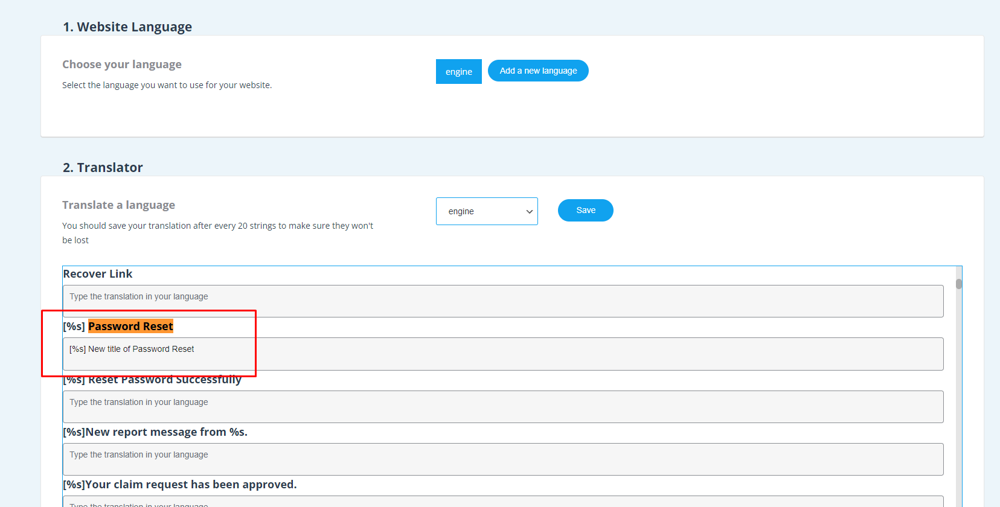 1. Website Language
Choose your language
engine
Add a new language
Select the language you want to use for your website.
2. Translator
Translate a language
engine
Save
You should save your translation after every 20 strings to make sure they won't
be lost
Recover Link
Type the translation in your language
[%s] Password Reset
[%s] New title of Password Reset
[%s] Reset Password Successfully
Type the translation in your language
[%s]New report message from %s.
Type the translation in your language
[%s]Your claim request has been approved.
Type the translation in your language